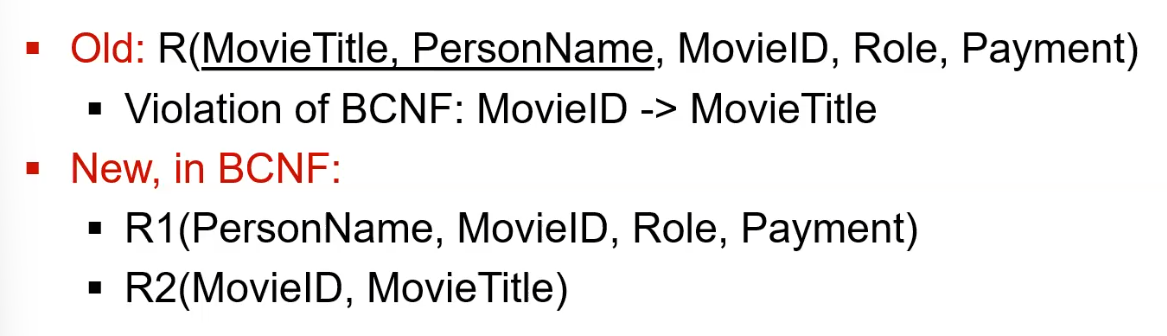 ▪ Old: R(MovieTitle, PersonName, MovieID, Role, Payment)
▪ Violation of BCNF: MovieID -> MovieTitle
▪ New, in BCNF:
▪ R1(PersonName, MovieID, Role, Payment)
▪ R2(MovieID, MovieTitle)